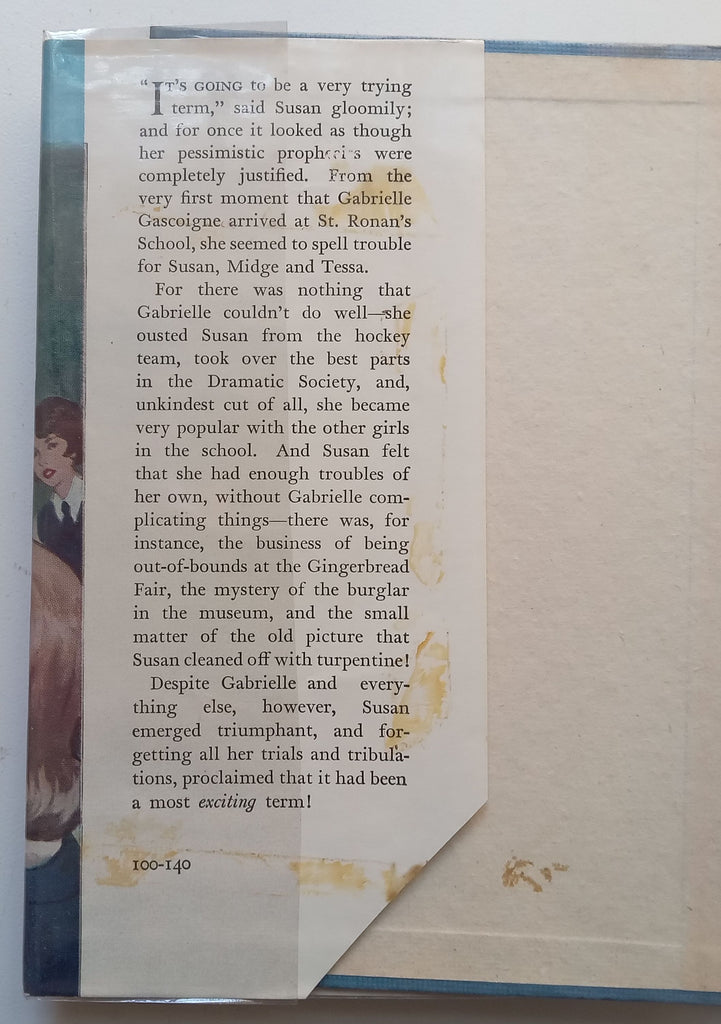 “IT’S GOING to be a very trying
term,” said Susan gloomily;
and for once it looked as though
her pessimistic prophecies were
completely justified. From the
very first moment that Gabrielle
Gascoigne arrived at St. Ronan’s
School, she seemed to spell trouble
for Susan, Midge and Tessa.
For there was nothing that
Gabrielle couldn’t do well—she
ousted Susan from the hockey
team, took over the best parts
in the Dramatic Society, and,
unkindest cut of all, she became
very popular with the other girls
in the school. And Susan felt
that she had enough troubles of
her own, without Gabrielle com-
plicating things—there was, for
instance, the business of being
out-of-bounds at the Gingerbread
Fair, the mystery of the burglar
in the museum, and the small
matter of the old picture that
Susan cleaned off with turpentine!
Despite Gabrielle and every-
thing else, however, Susan
emerged triumphant, and for-
getting all her trials and tribula-
tions, proclaimed that it had been
a most exciting term!
100-140